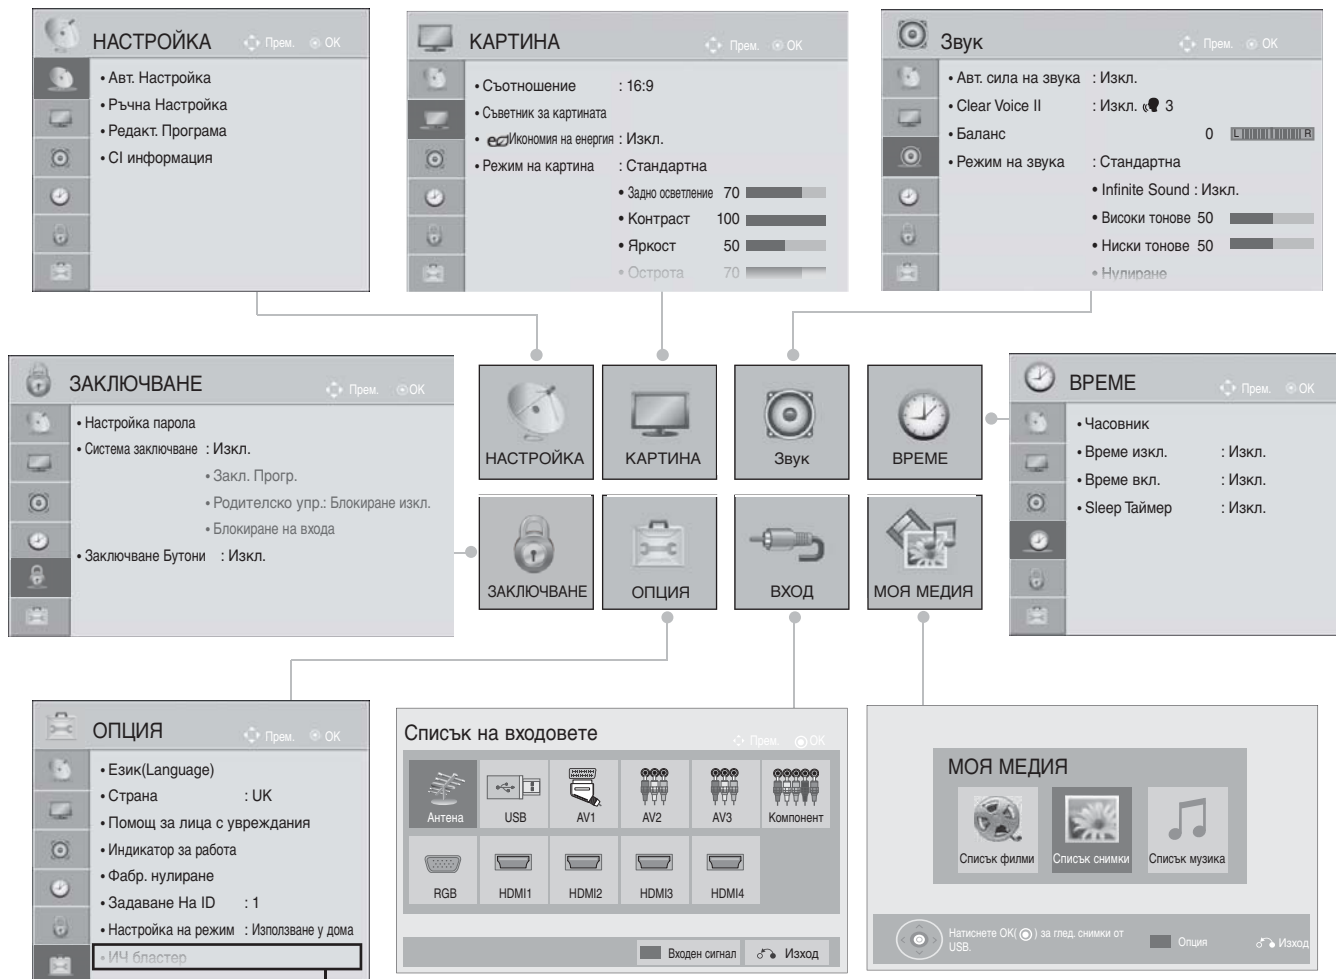 НАСТРОЙКА Прем. OK
• Авт. Настройка
• Ръчна Настройка
• Редакт. Програма
• CI информация
КАРТИНА Прем. OK
• Съотношение : 16:9
• Съветник за картината
• Икономия на енергия : Изкл.
• Режим на картина : Стандартна
• Задно осветление 70
• Контраст 100
• Яркост 50
• Острота 70
Звук Прем. OK
• Авт. сила на звука : Изкл.
• Clear Voice II : Изкл. 3
• Баланс 0 L R
• Режим на звука : Стандартна
• Infinite Sound : Изкл.
• Високи тонове 50
• Ниски тонове 50
• Нулиране
ЗАКЛЮЧВАНЕ Прем. OK
• Настройка парола
• Система заключване : Изкл.
• Закл. Прогр.
• Родителско упр.: Блокиране изкл.
• Блокиране на входа
• Заключване Бутони : Изкл.
НАСТРОЙКА
КАРТИНА
Звук
ВРЕМЕ
ЗАКЛЮЧВАНЕ
ОПЦИЯ
ВХОД
МОЯ МЕДИЯ
ВРЕМЕ Прем. OK
• Часовник
• Време изкл. : Изкл.
• Време вкл. : Изкл.
• Sleep Таймер : Изкл.
ОПЦИЯ Прем. OK
• Език(Language)
• Страна : UK
• Помощ за лица с увреждания
• Индикатор за работа
• Фабр. нулиране
• Задаване На ID : 1
• Настройка на режим : Използване у дома
• ИЧ бластер
Списък на входовете Прем. OK
Антена USB AV1 AV2 AV3 Компонент
RGB HDMI1 HDMI2 HDMI3 HDMI4
Входен сигнал Изход
МОЯ МЕДИЯ
Списък филми Списък снимки Списък музика
Натиснете OK( ) за глед. снимки от
USB.
Опция Изход